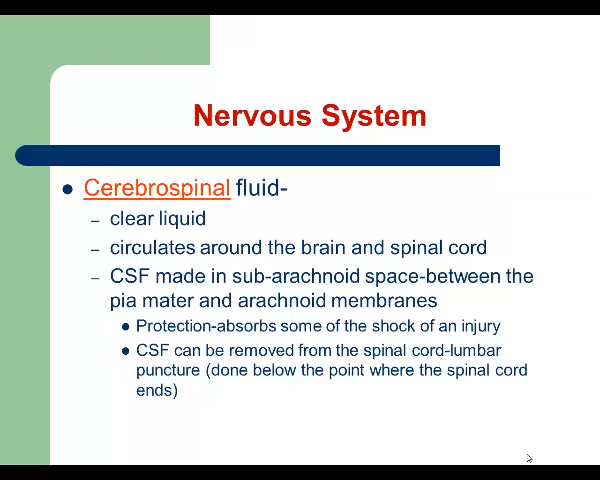 Nervous System
Cerebrospinal fluid-
– clear liquid
– circulates around the brain and spinal cord
– CSF made in sub-arachnoid space-between the
pia mater and arachnoid membranes
Protection-absorbs some of the shock of an injury
CSF can be removed from the spinal cord-lumbar
puncture (done below the point where the spinal cord
ends)